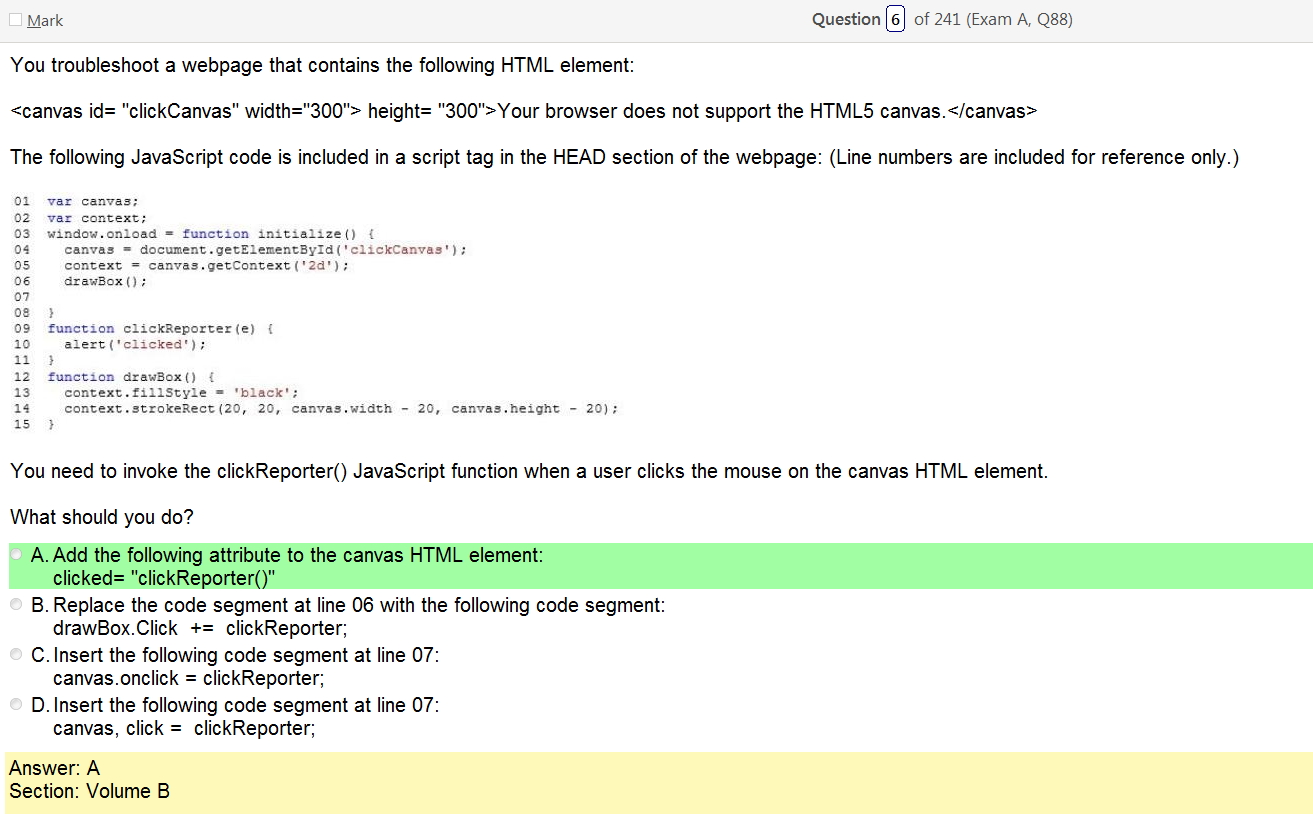 Mark
Question 6 of 241 (Exam A, Q88)
You troubleshoot a webpage that contains the following HTML element:
<canvas id= "clickCanvas" width="300"> height= "300">Your browser does not support the HTML5 canvas.</canvas>
The following JavaScript code is included in a script tag in the HEAD section of the webpage: (Line numbers are included for reference only.)
01 var canvas;
02 var context;
03 window.onload = function initialize() {
04 canvas = document.getElementById('clickCanvas');
05 context = canvas.getContext('2d');
06 drawBox();
07
08 }
09 function clickReporter(e) {
10 alert('clicked');
11 }
12 function drawBox() {
13 context.fillStyle = 'black';
14 context.strokeRect(20, 20, canvas.width - 20, canvas.height - 20);
15 }
You need to invoke the clickReporter() JavaScript function when a user clicks the mouse on the canvas HTML element.
What should you do?
A. Add the following attribute to the canvas HTML element:
clicked= "clickReporter()"
B. Replace the code segment at line 06 with the following code segment:
drawBox.Click += clickReporter;
C. Insert the following code segment at line 07:
canvas.onclick = clickReporter;
D. Insert the following code segment at line 07:
canvas, click = clickReporter;
Answer: A
Section: Volume B